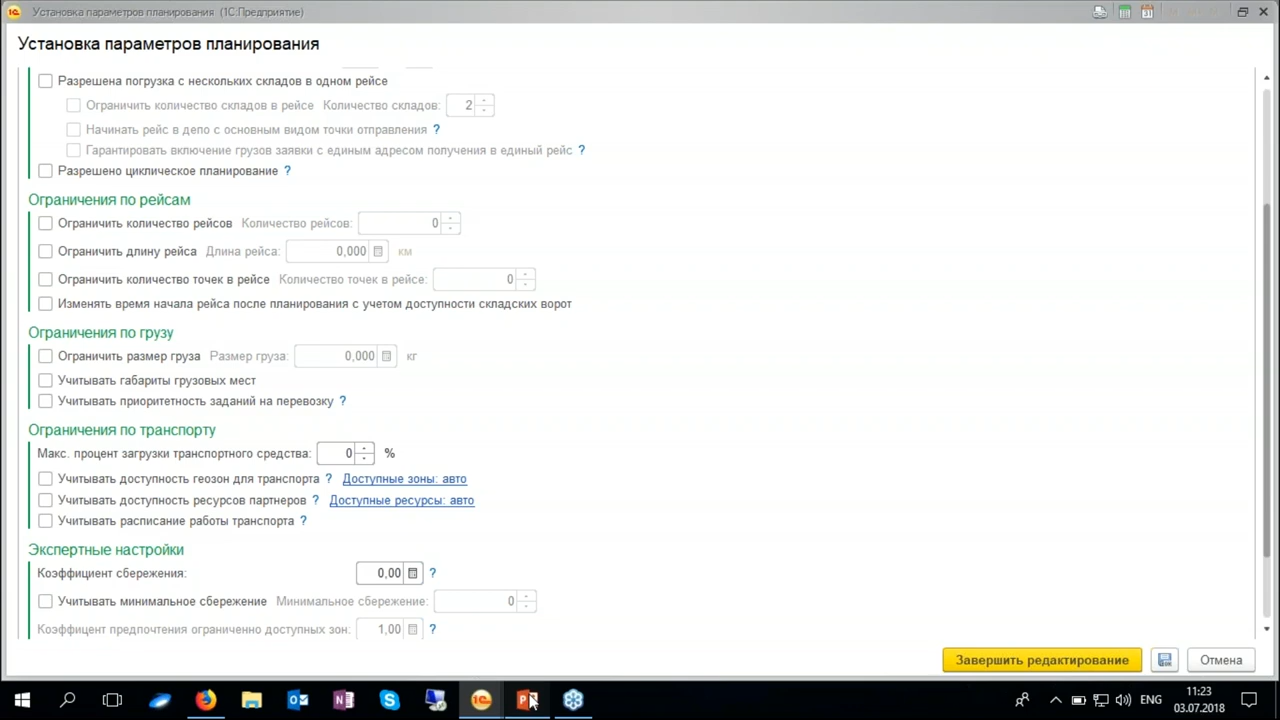 Установка параметров планирования (1С:Предприятие)
Установка параметров планирования
Разрешена погрузка с нескольких складов в одном рейсе
Ограничить количество складов в рейсе Количество складов: 2
Начинать рейс в депо с основным видом точки отправления ?
Гарантировать включение грузов заявки с единым адресом получения в единый рейс ?
Разрешено циклическое планирование ?
Ограничения по рейсам
Ограничить количество рейсов Количество рейсов: 0
Ограничить длину рейса Длина рейса: 0,000 км
Ограничить количество точек в рейсе Количество точек в рейсе: 0
Изменять время начала рейса после планирования с учетом доступности складских ворот
Ограничения по грузу
Ограничить размер груза Размер груза: 0,000 кг
Учитывать габариты грузовых мест
Учитывать приоритетность заданий на перевозку ?
Ограничения по транспорту
Макс. процент загрузки транспортного средства: 0 %
Учитывать доступность геозон для транспорта ? Доступные зоны: авто
Учитывать доступность ресурсов партнеров ? Доступные ресурсы: авто
Учитывать расписание работы транспорта ?
Экспертные настройки
Коэффициент сбережения: 0,00 ?
Учитывать минимальное сбережение Минимальное сбережение: 0
Коэффицент предпочтения ограниченно доступных зон: 1,00 ?
Завершить редактирование Отмена
ENG 11:23
03.07.2018